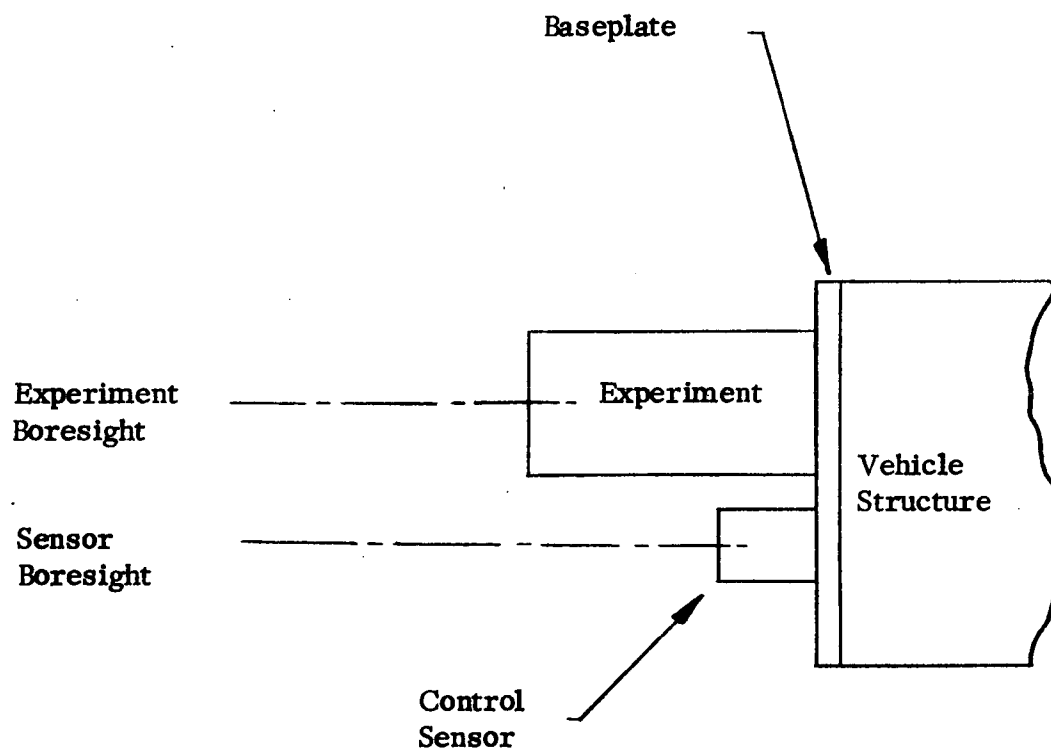 Baseplate
Experiment
Boresight
Experiment
Vehicle
Structure
Sensor
Boresight
Control
Sensor